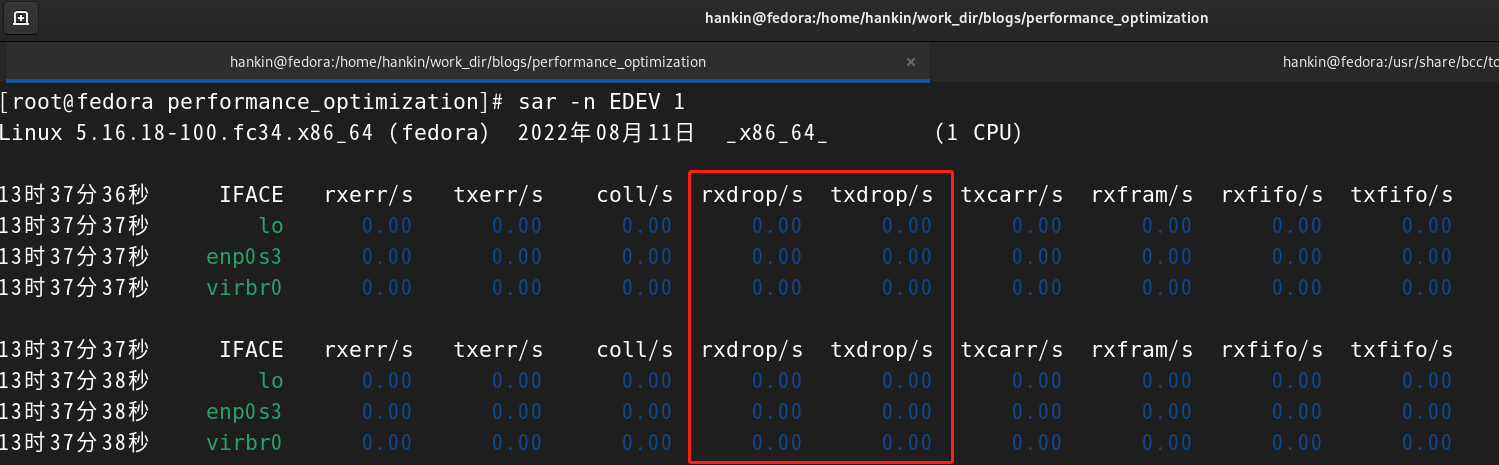 hankin@fedora:/home/hankin/work_dir/blogs/performance_optimization
hankin@fedora:/home/hankin/work_dir/blogs/performance_optimization × hankin@fedora:/usr/share/bcc/to
[root@fedora performance_optimization]# sar -n EDEV 1
Linux 5.16.18-100.fc34.x86_64 (fedora) 2022年08月11日 _x86_64_ (1 CPU)
13时37分36秒 IFACE rxerr/s txerr/s coll/s rxdrop/s txdrop/s txcarr/s rxfram/s rxfifo/s txfifo/s
13时37分37秒 lo 0.00 0.00 0.00 0.00 0.00 0.00 0.00 0.00 0.00
13时37分37秒 enp0s3 0.00 0.00 0.00 0.00 0.00 0.00 0.00 0.00 0.00
13时37分37秒 virbr0 0.00 0.00 0.00 0.00 0.00 0.00 0.00 0.00 0.00
13时37分37秒 IFACE rxerr/s txerr/s coll/s rxdrop/s txdrop/s txcarr/s rxfram/s rxfifo/s txfifo/s
13时37分38秒 lo 0.00 0.00 0.00 0.00 0.00 0.00 0.00 0.00 0.00
13时37分38秒 enp0s3 0.00 0.00 0.00 0.00 0.00 0.00 0.00 0.00 0.00
13时37分38秒 virbr0 0.00 0.00 0.00 0.00 0.00 0.00 0.00 0.00 0.00